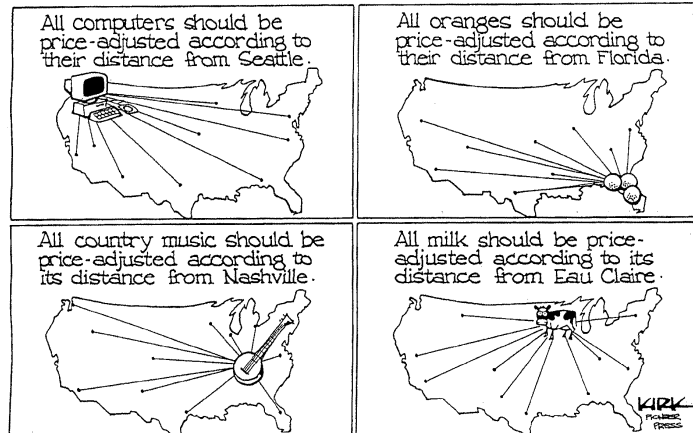 All computers should be
price-adjusted according to
their distance from Seattle.
All oranges should be
price-adjusted according to
their distance from Florida.
All country music should be
price-adjusted according to
its distance from Nashville.
All milk should be price-
adjusted according to its
distance from Eau Claire.
KIRK
PIONEER
PRESS